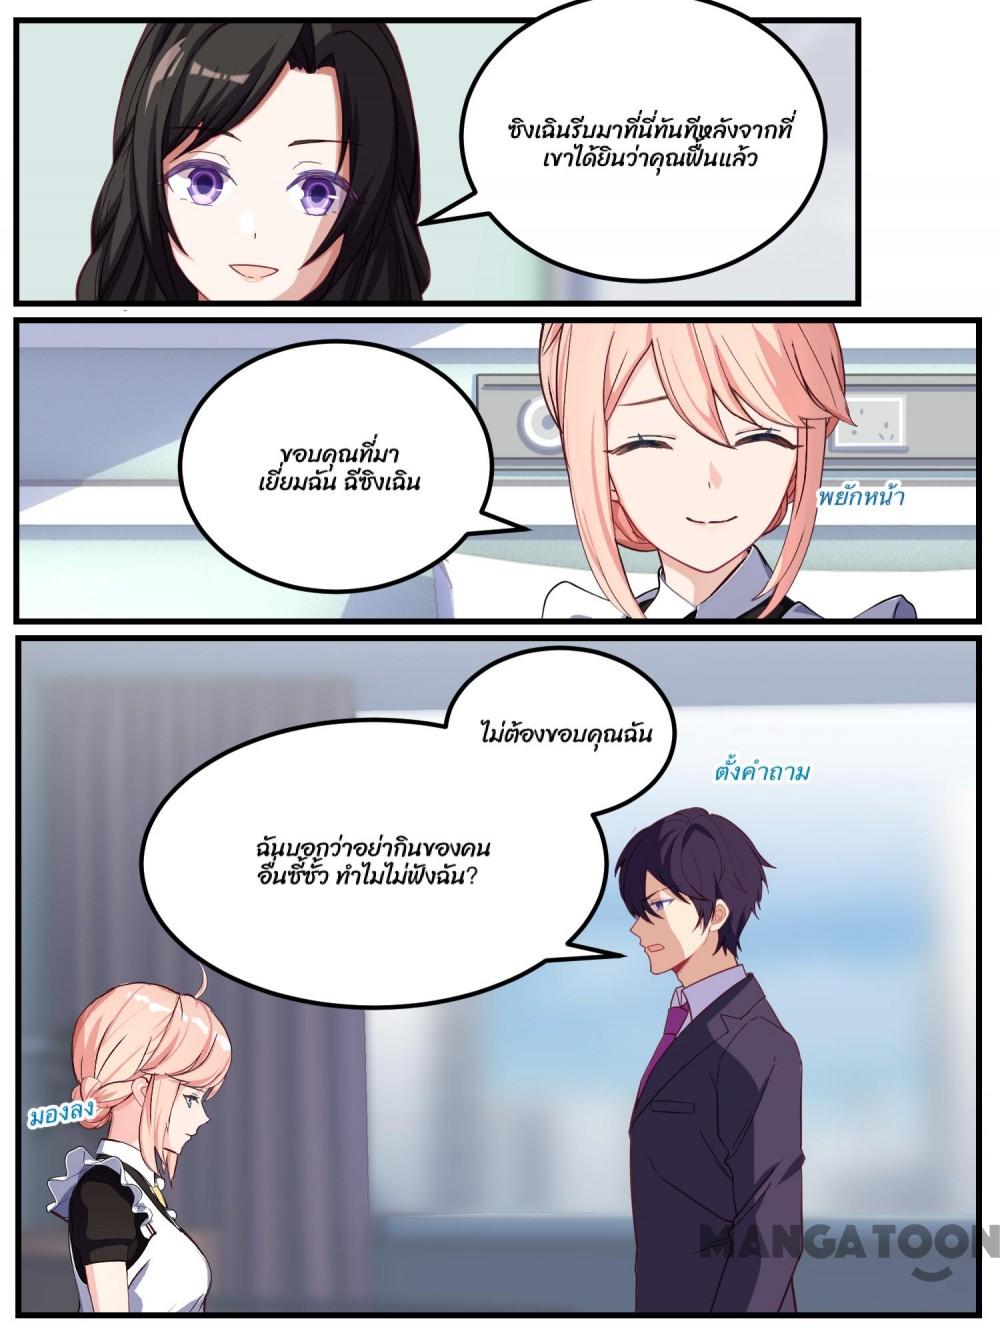 ซิงเฉินรีบมาที่นี่ทันทีหลังจากที่
เขาได้ยินว่าคุณฟื้นแล้ว
ขอบคุณที่มา
เยี่ยมฉัน ฉีซิงเฉิน
พยักหน้า
ไม่ต้องขอบคุณฉัน
ตั้งคำถาม
ฉันบอกว่าอย่ากินของคน
อื่นซี้ซั้ว ทำไมไม่ฟังฉัน?
มองลง
MANGATOON